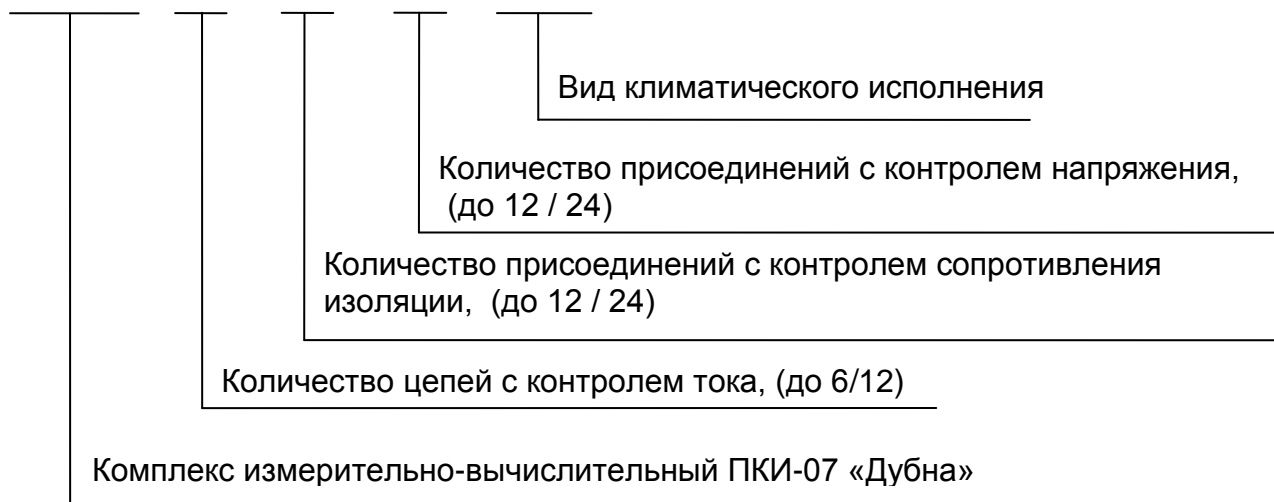 Вид климатического исполнения
Количество присоединений с контролем напряжения,
(до 12 / 24)
Количество присоединений с контролем сопротивления
изоляции, (до 12 / 24)
Количество цепей с контролем тока, (до 6/12)
Комплекс измерительно-вычислительный ПКИ-07 «Дубна»